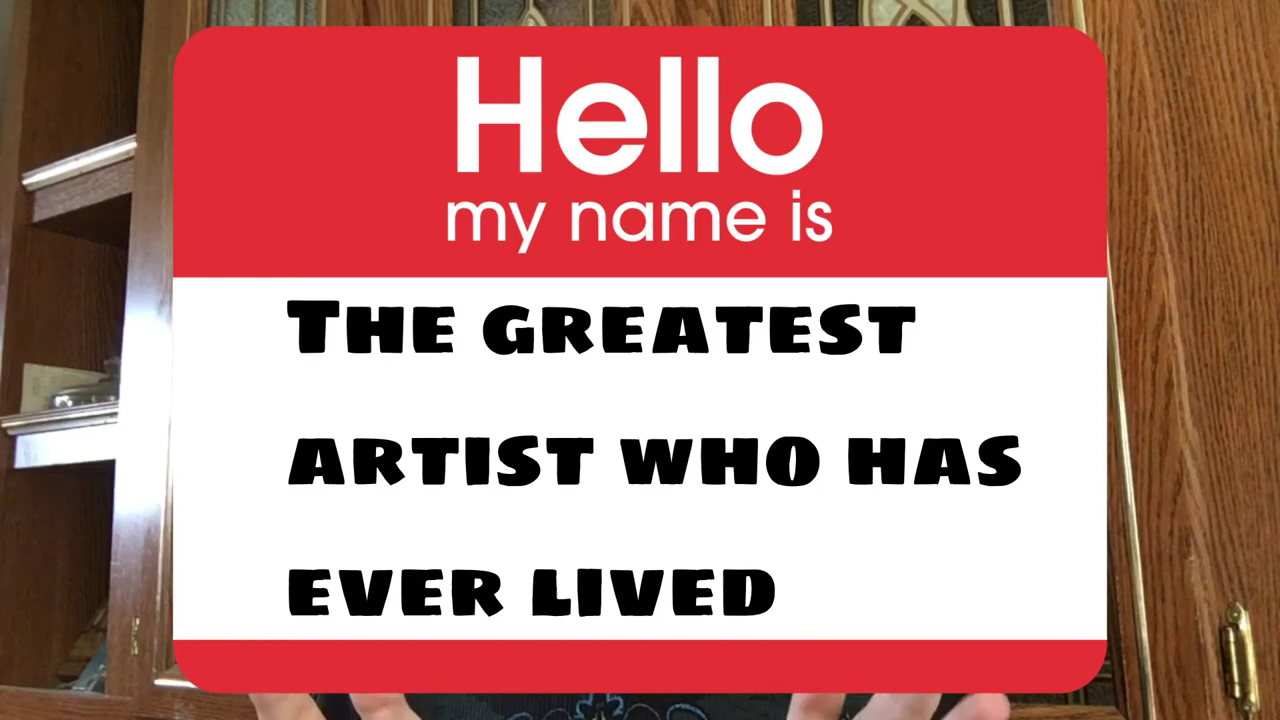 Hello
my name is
The greatest
artist who has
ever lived